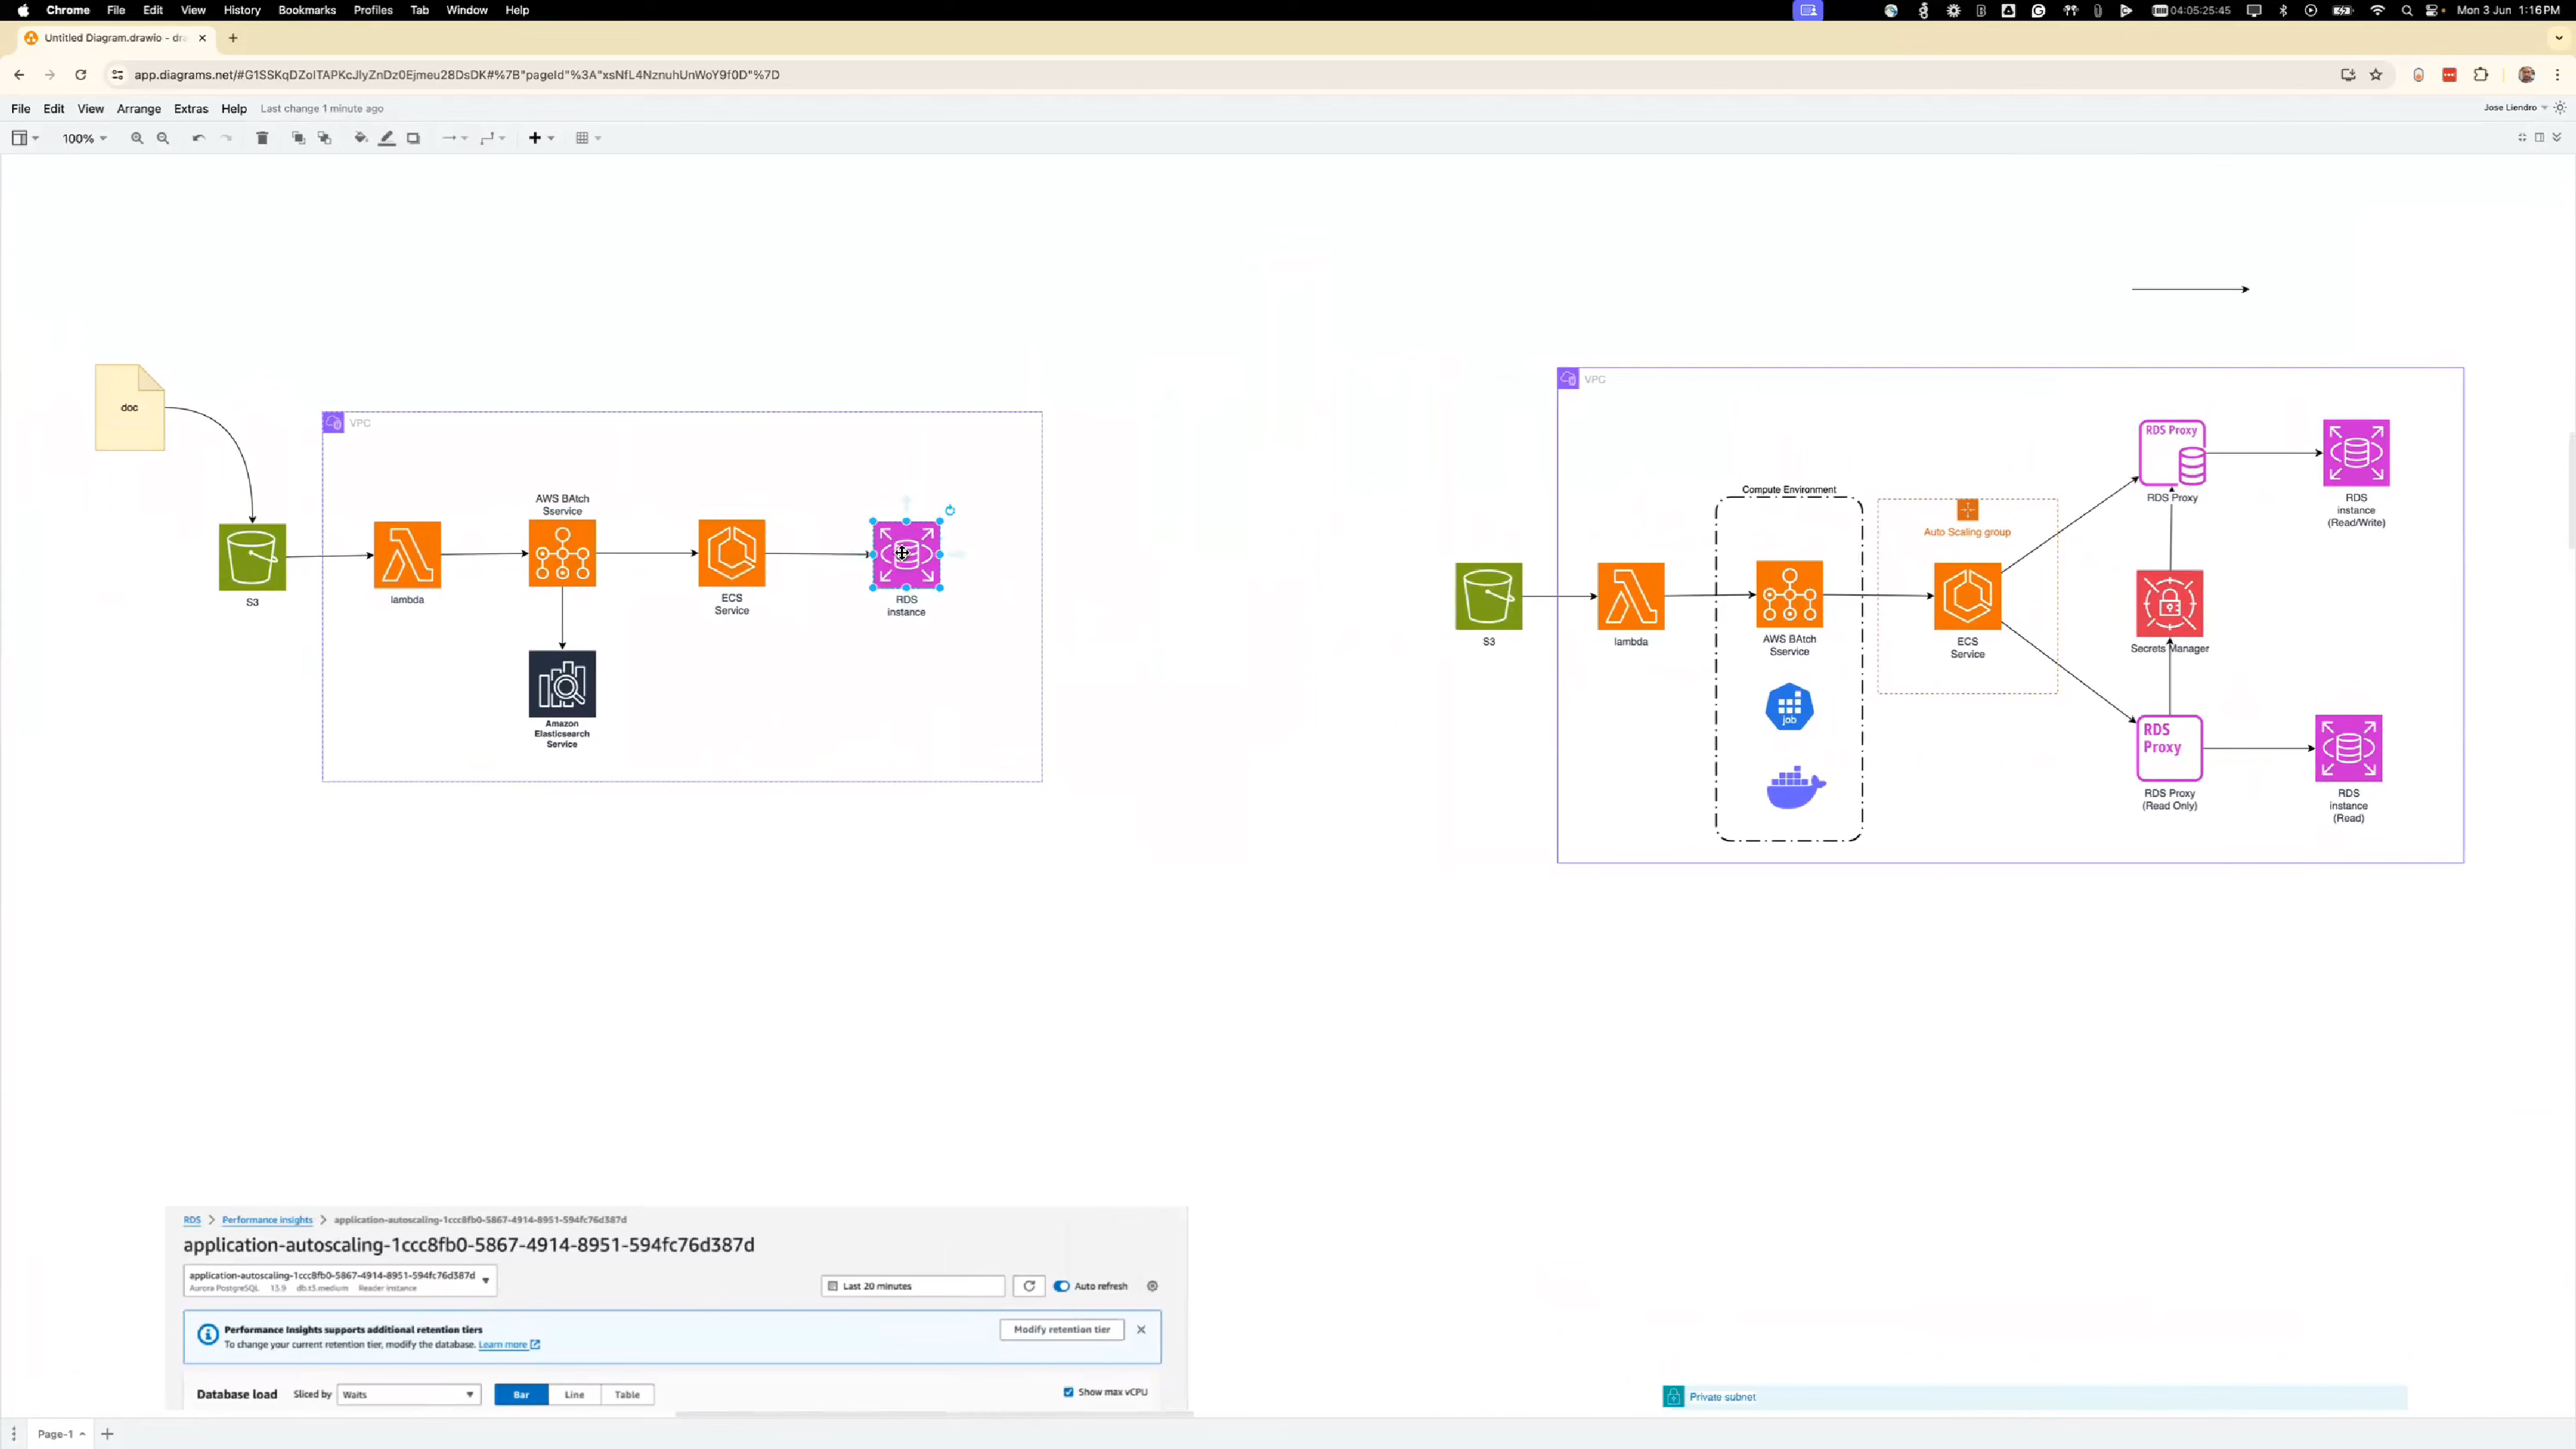 Chrome File Edit View History Bookmarks Profiles Tab Window Help
04:05:25:45 Mon 3 Jun 1:16 PM
Untitled Diagram.drawio - dr
app.diagrams.net/#G1SSKqDZoITAPKcJlyZnDz0Ejmeu28DsDK#%7B"pageId"%3A"xsNfL4NznuhUnWoY9f0D"%7D
File Edit View Arrange Extras Help Last change 1 minute ago
Jose Liendro
100%
doc
VPC
AWS BAtch
Sservice
S3
lambda
ECS
Service
RDS
instance
Amazon
Elasticsearch
Service
VPC
Compute Environment
Auto Scaling group
RDS Proxy
RDS Proxy
RDS
instance
(Read/Write)
S3
lambda
AWS BAtch
Sservice
ECS
Service
Secrets Manager
job
RDS
Proxy
RDS Proxy
(Read Only)
RDS
instance
(Read)
RDS > Performance insights > application-autoscaling-1ccc8fb0-5867-4914-8951-594fc76d387d
application-autoscaling-1ccc8fb0-5867-4914-8951-594fc76d387d
application-autoscaling-1ccc8fb0-5867-4914-8951-594fc76d387d
Aurora PostgreSQL 13.9 db.t3.medium Reader instance
Last 20 minutes
Auto refresh
Performance Insights supports additional retention tiers
To change your current retention tier, modify the database. Learn more
Modify retention tier
Database load Sliced by Waits Bar Line Table
Show max vCPU
Private subnet
Page-1